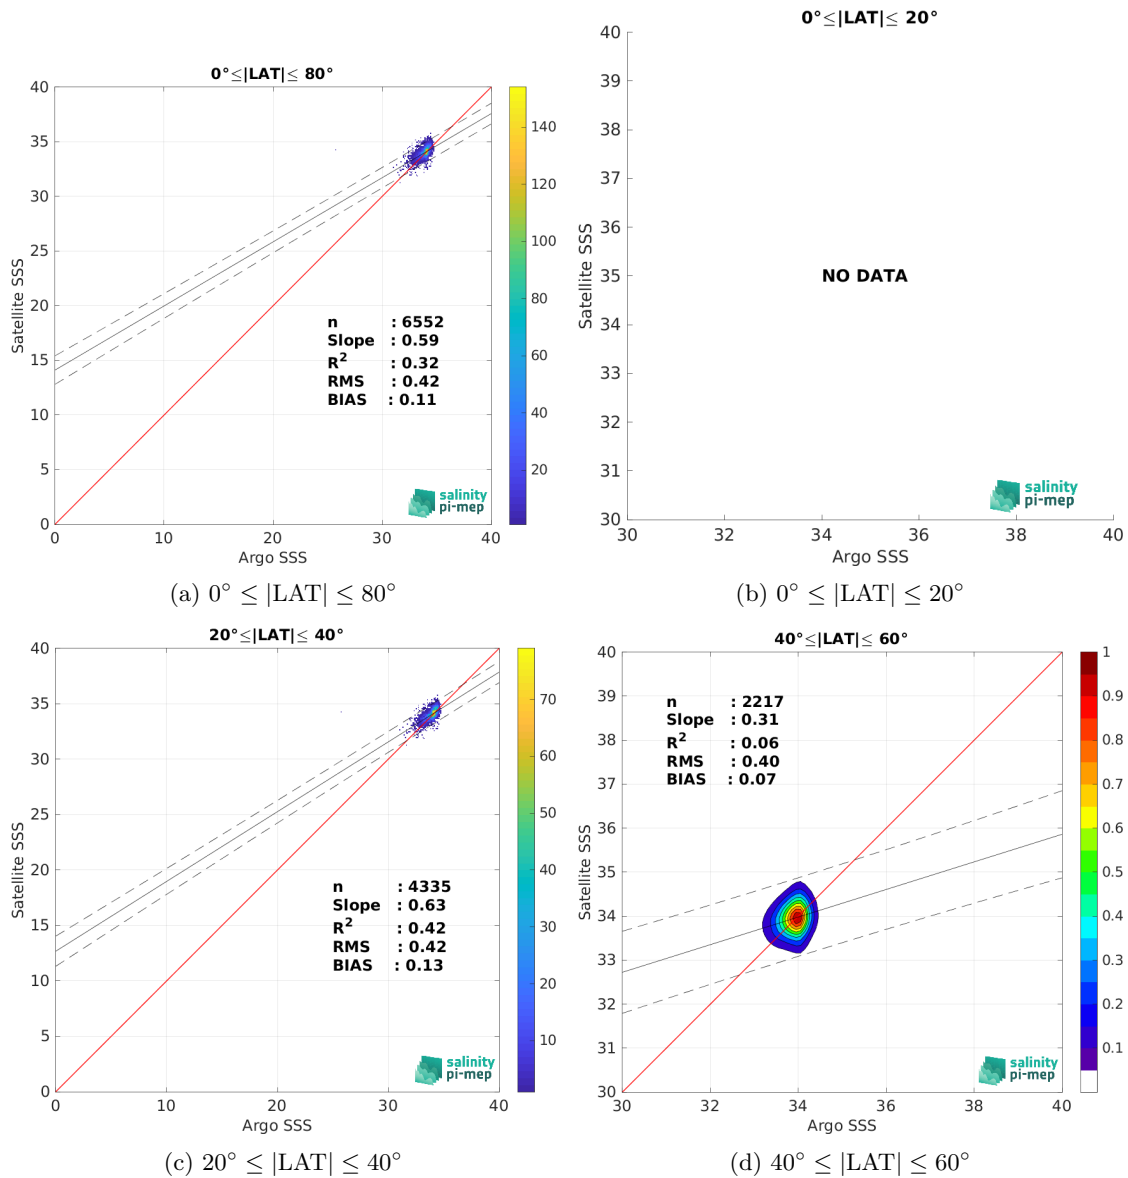 0°≤|LAT|≤ 80°
40
35
30
25
20
15
10
5
0
0
10
20
30
40
Satellite SSS
Argo SSS
n : 6552
Slope : 0.59
R² : 0.32
RMS : 0.42
BIAS : 0.11
140
120
100
80
60
40
20
salinity
pi-mep
(a) 0° ≤ |LAT| ≤ 80°
0°≤|LAT|≤ 20°
40
39
38
37
36
35
34
33
32
31
30
30
32
34
36
38
40
Satellite SSS
Argo SSS
NO DATA
salinity
pi-mep
(b) 0° ≤ |LAT| ≤ 20°
20°≤|LAT|≤ 40°
40
35
30
25
20
15
10
5
0
0
10
20
30
40
Satellite SSS
Argo SSS
n : 4335
Slope : 0.63
R² : 0.42
RMS : 0.42
BIAS : 0.13
70
60
50
40
30
20
10
salinity
pi-mep
(c) 20° ≤ |LAT| ≤ 40°
40°≤|LAT|≤ 60°
40
39
38
37
36
35
34
33
32
31
30
30
32
34
36
38
40
Satellite SSS
Argo SSS
n : 2217
Slope : 0.31
R² : 0.06
RMS : 0.40
BIAS : 0.07
1
0.9
0.8
0.7
0.6
0.5
0.4
0.3
0.2
0.1
salinity
pi-mep
(d) 40° ≤ |LAT| ≤ 60°